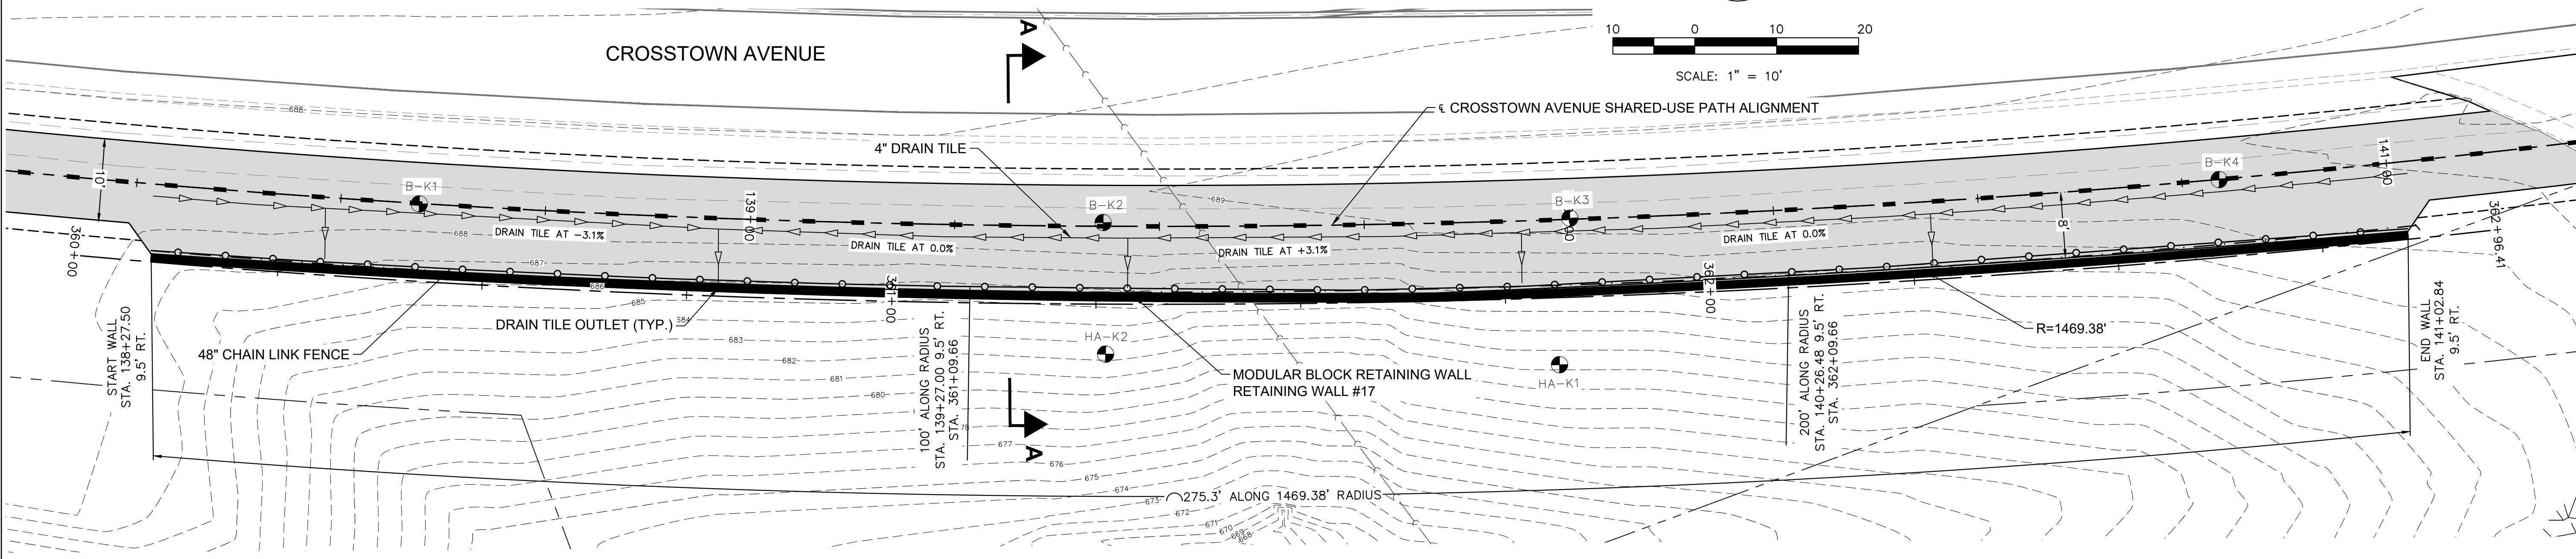 A
CROSSTOWN AVENUE
10 0 10 20
SCALE: 1" = 10'
688
℄ CROSSTOWN AVENUE SHARED-USE PATH ALIGNMENT
4" DRAIN TILE
10'
B-K1
139+00
B-K2
689
B-K3
B-K4
141+00
8'
360+00
688
DRAIN TILE AT -3.1%
DRAIN TILE AT 0.0%
DRAIN TILE AT +3.1%
DRAIN TILE AT 0.0%
362+96.41
687
686
685
684
361+00
362+00
START WALL
STA. 138+27.50
9.5' RT.
DRAIN TILE OUTLET (TYP.)
48" CHAIN LINK FENCE
683
682
681
680
100' ALONG RADIUS
STA. 139+27.00 9.5' RT.
STA. 361+09.66
HA-K2
MODULAR BLOCK RETAINING WALL
RETAINING WALL #17
HA-K1
200' ALONG RADIUS
STA. 140+26.48 9.5' RT.
STA. 362+09.66
R=1469.38'
END WALL
STA. 141+02.84
9.5' RT.
78
677
A
676
675
674
673
672
671
670
669
668
275.3' ALONG 1469.38' RADIUS